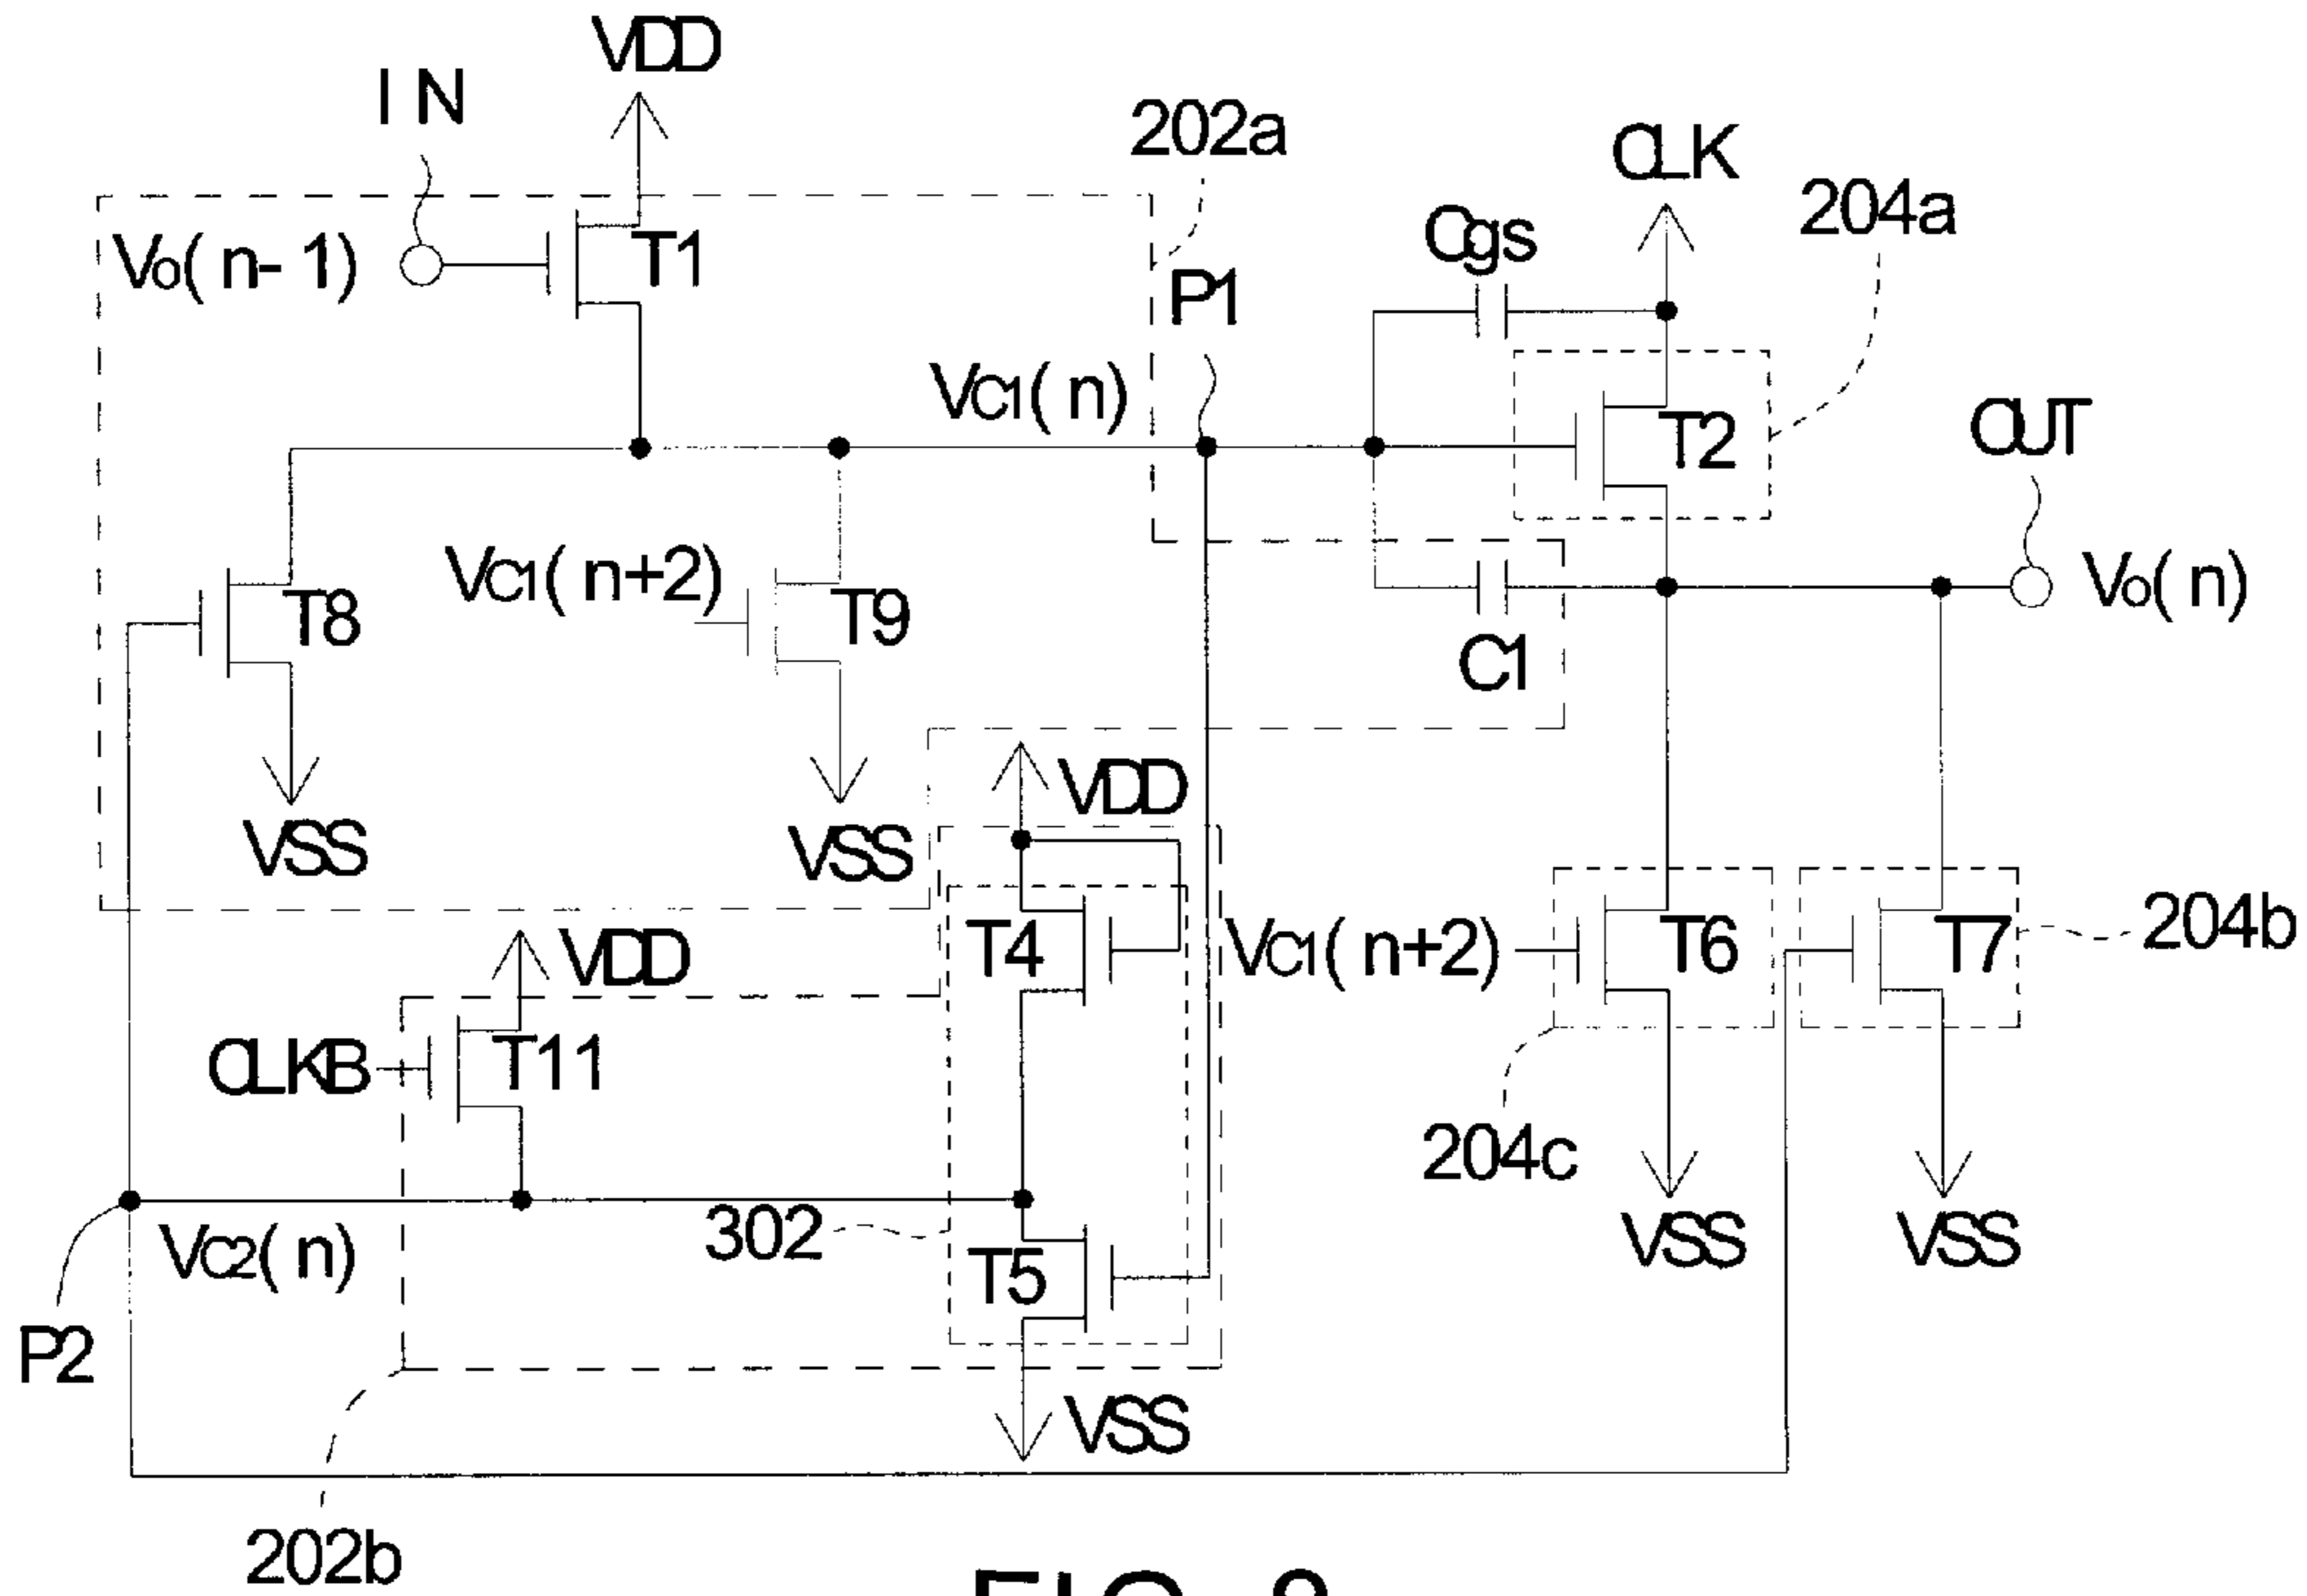 VDD
IN
202a
CLK
204a
Cgs
Vo(n-1)
T1
P1
VC1(n)
T2
OUT
VC1(n+2)
T8
T9
Vo(n)
C1
VDD
VSS
VSS
T4
VC1(n+2)
T6
T7
204b
VDD
CLKB
T11
204c
302
VC2(n)
T5
VSS
VSS
P2
VSS
202b